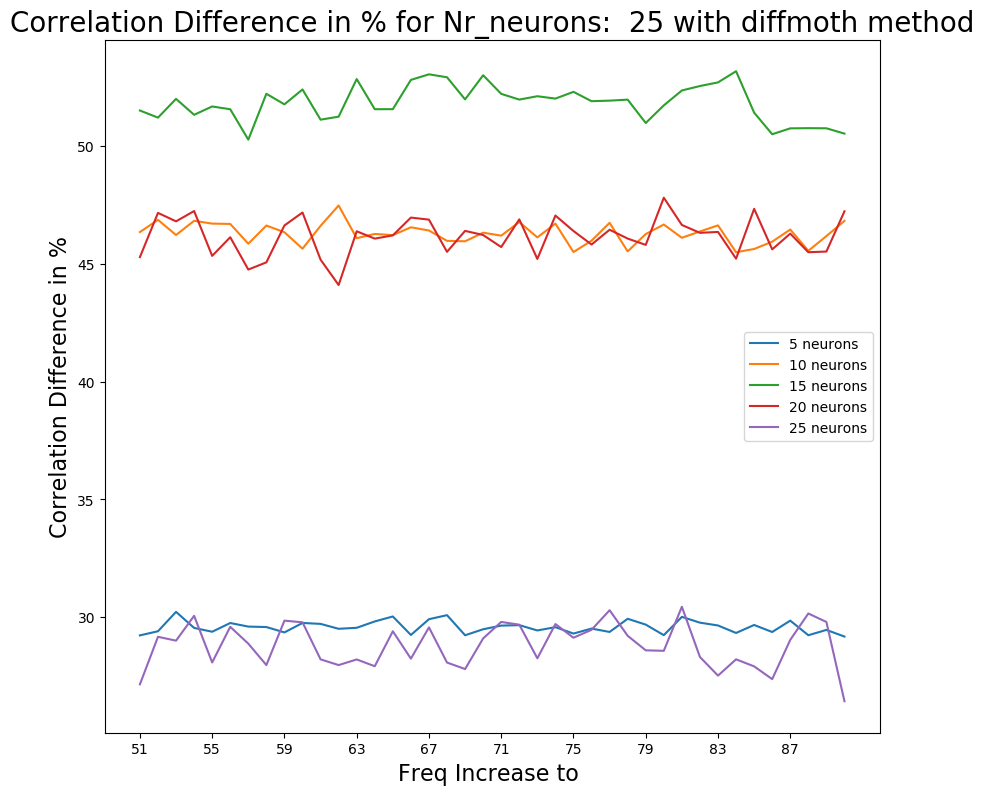 Correlation Difference in % for Nr_neurons:  25 with diffmoth method
Correlation Difference in %
50
45
40
35
30
5 neurons
10 neurons
15 neurons
20 neurons
25 neurons
51 55 59 63 67 71 75 79 83 87
Freq Increase to